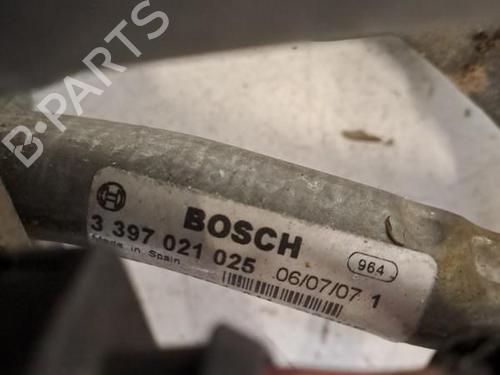 B-PARTS
BOSCH
3 397 021 025
964
Made in Spain
06/07/07 1